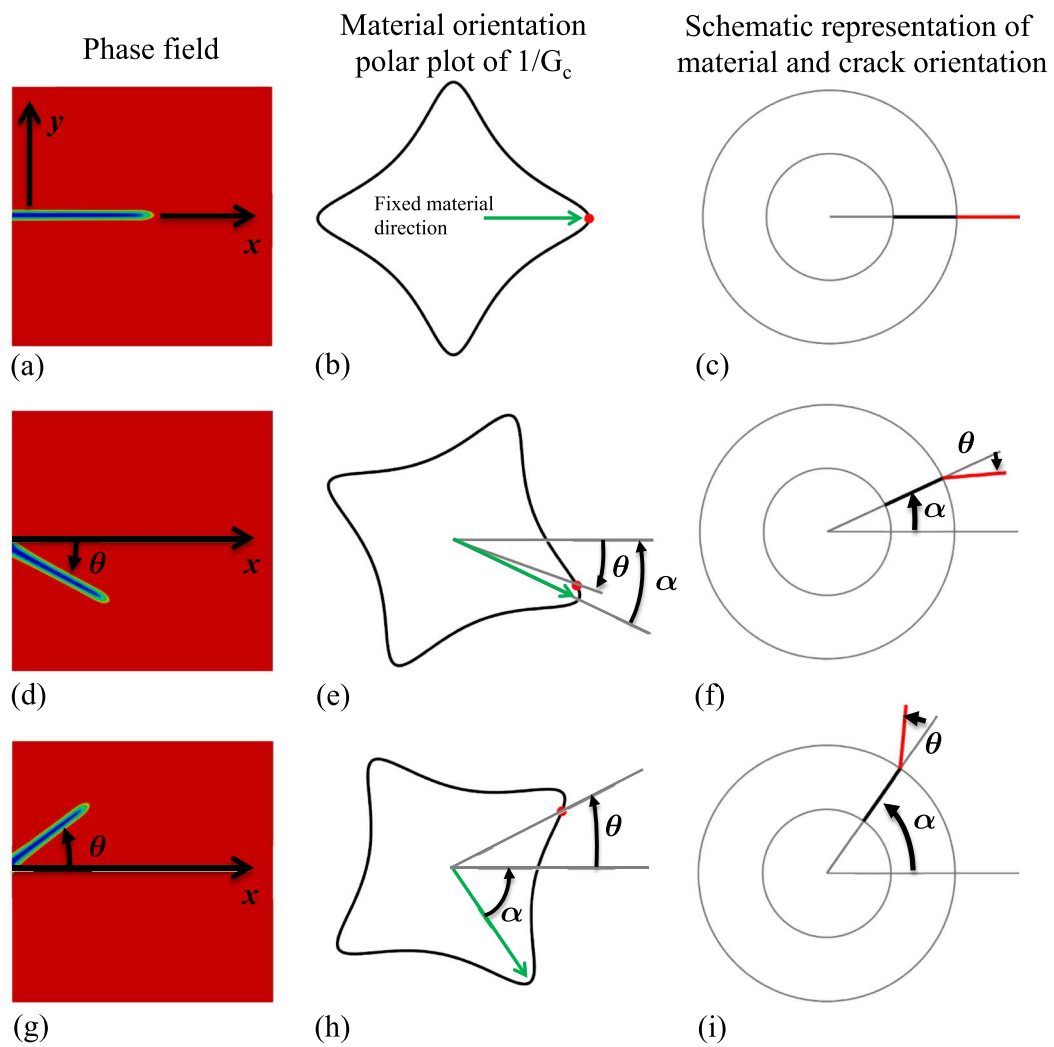 Phase field
Material orientation
polar plot of 1/Gc
Schematic representation of
material and crack orientation
y
x
Fixed material
direction
(a)
(b)
(c)
x
θ
θ
α
θ
α
(d)
(e)
(f)
θ
x
θ
α
θ
α
(g)
(h)
(i)